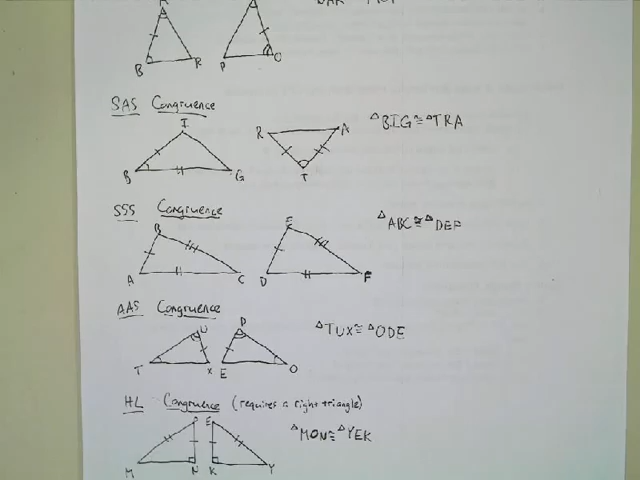 B R P O
SAS Congruence
I R A △BIG≅△TRA
B G T
SSS Congruence
B E △ABC≅△DEF
A C D F
AAS Congruence
U D △TUX≅△ODE
T X E O
HL Congruence (requires a right triangle)
O E △MON≅△YEK
M N K Y